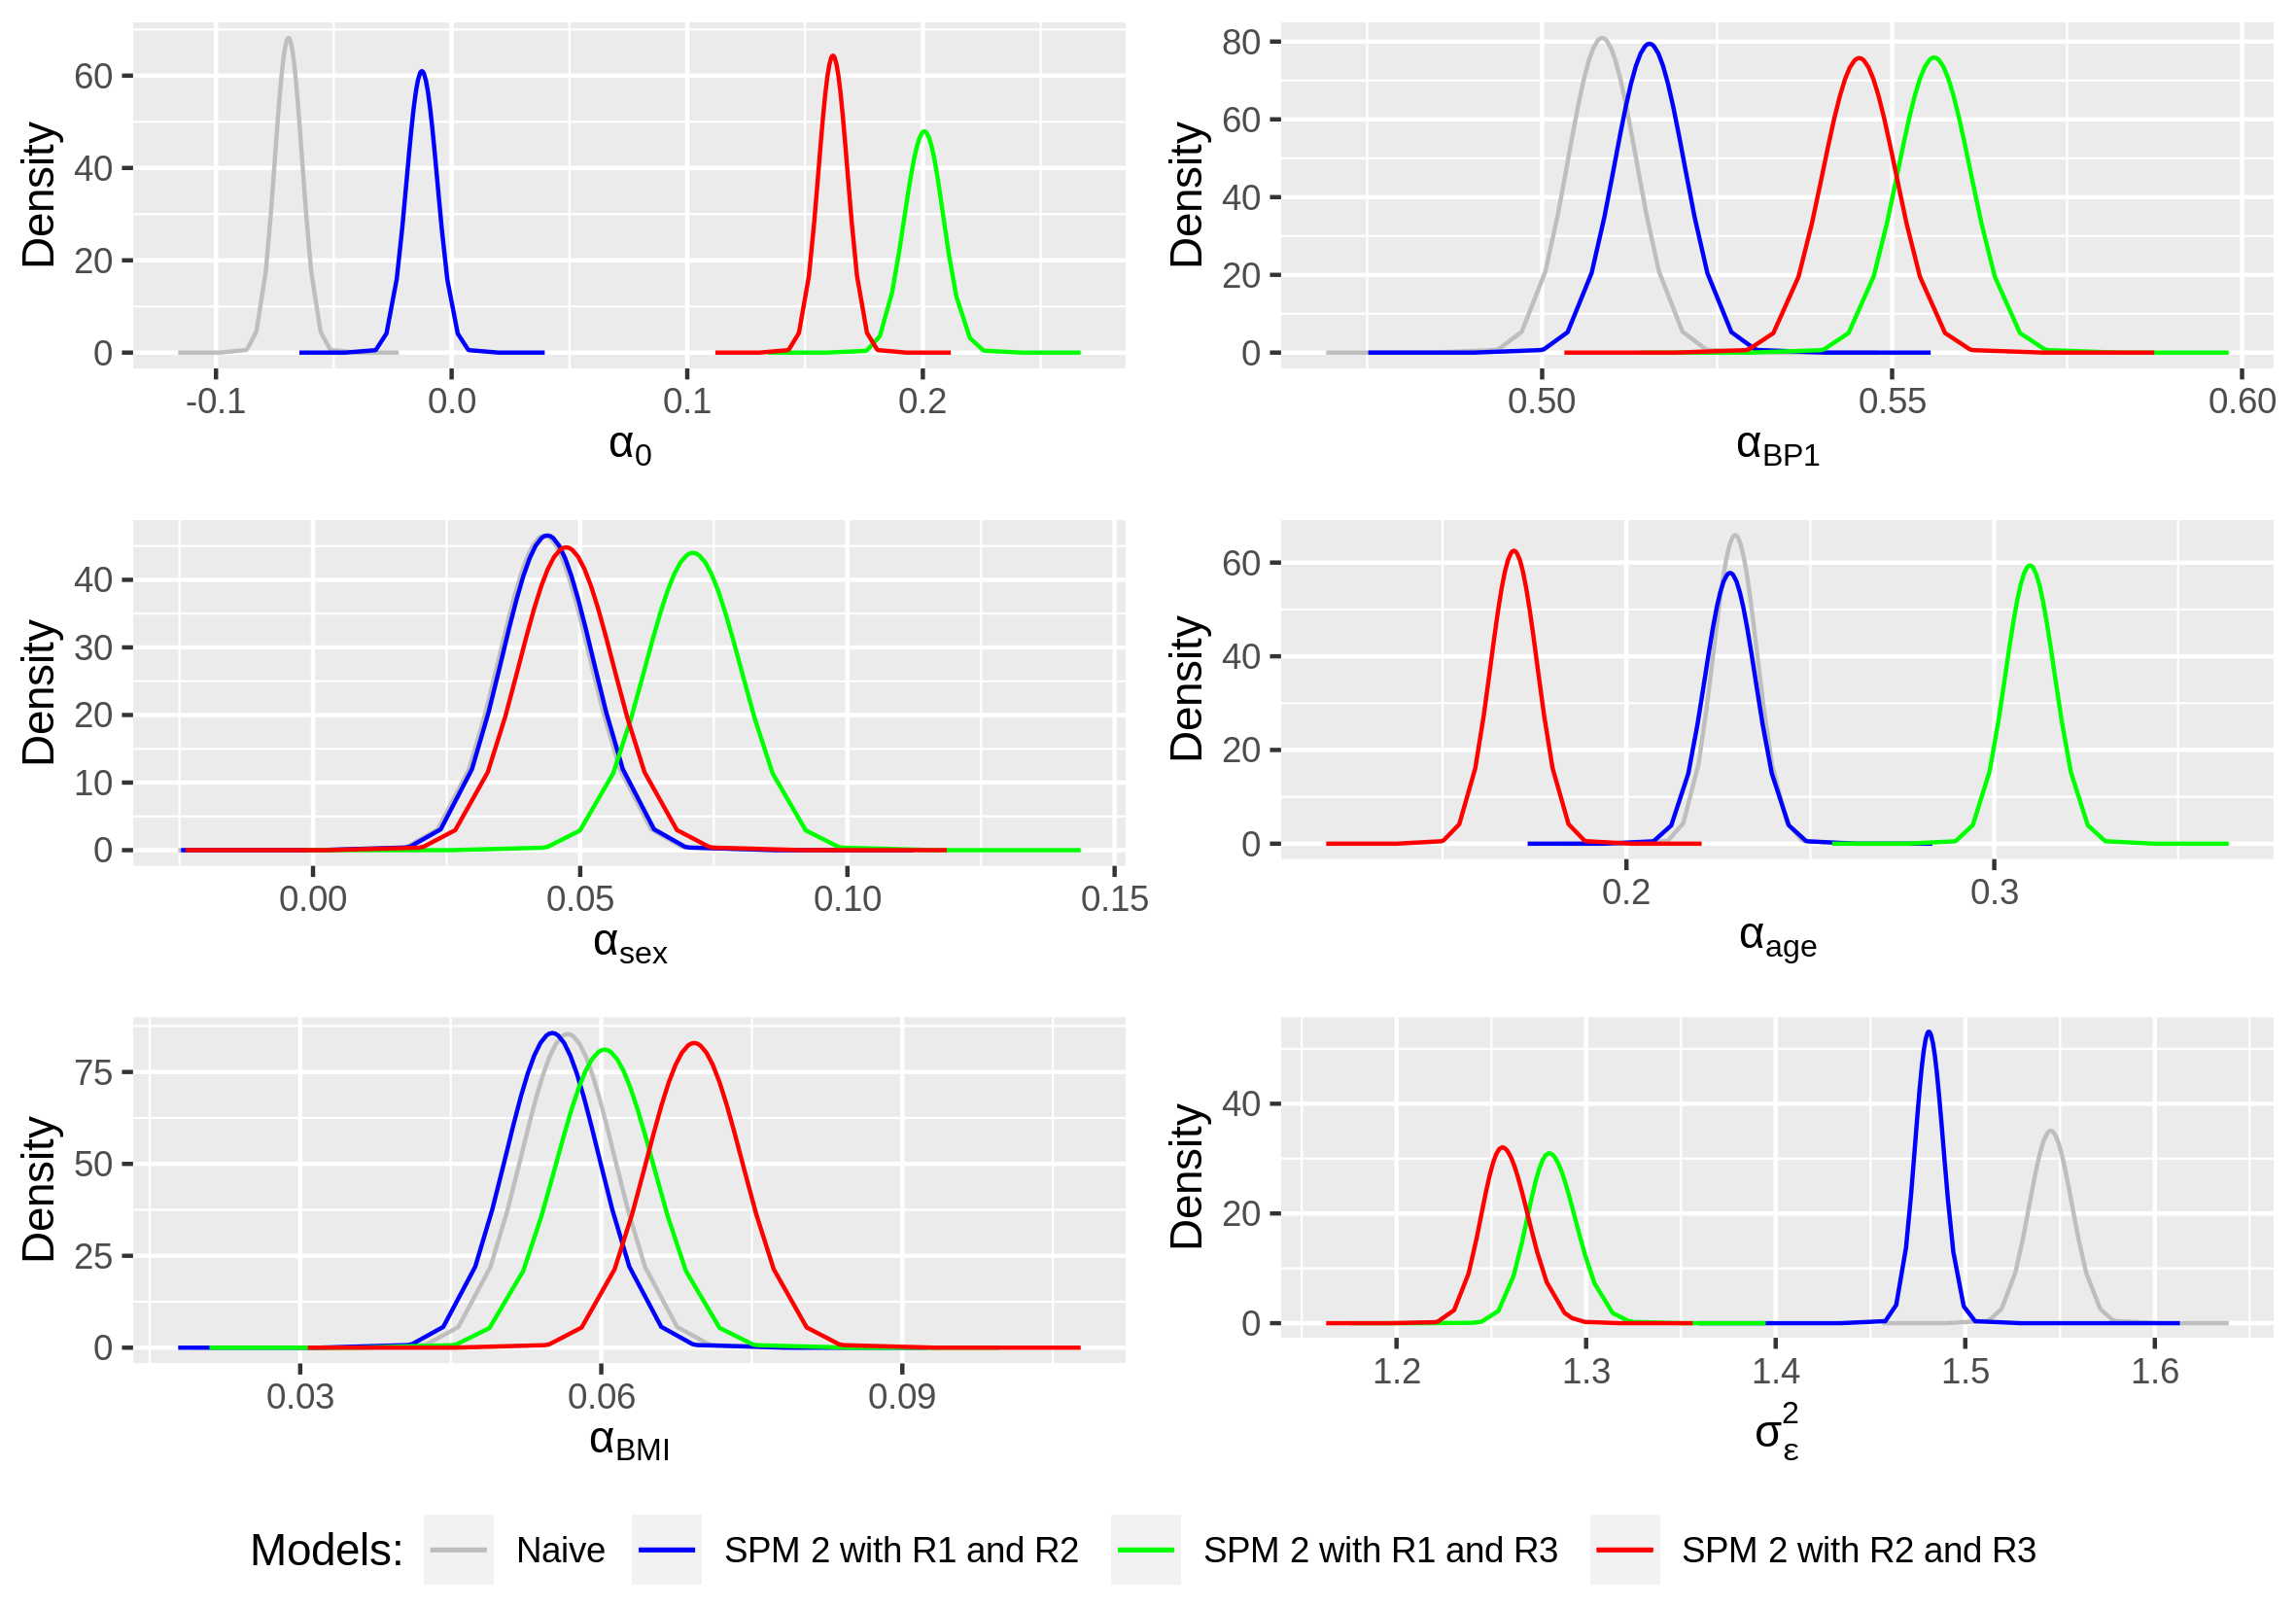 Density
60
40
20
0
-0.1 0.0 0.1 0.2
α0
Density
80
60
40
20
0
0.50 0.55 0.60
αBP1
Density
40
30
20
10
0
0.00 0.05 0.10 0.15
αsex
Density
60
40
20
0
0.2 0.3
αage
Density
75
50
25
0
0.03 0.06 0.09
αBMI
Density
40
20
0
1.2 1.3 1.4 1.5 1.6
σ²ε
Models: Naive SPM 2 with R1 and R2 SPM 2 with R1 and R3 SPM 2 with R2 and R3